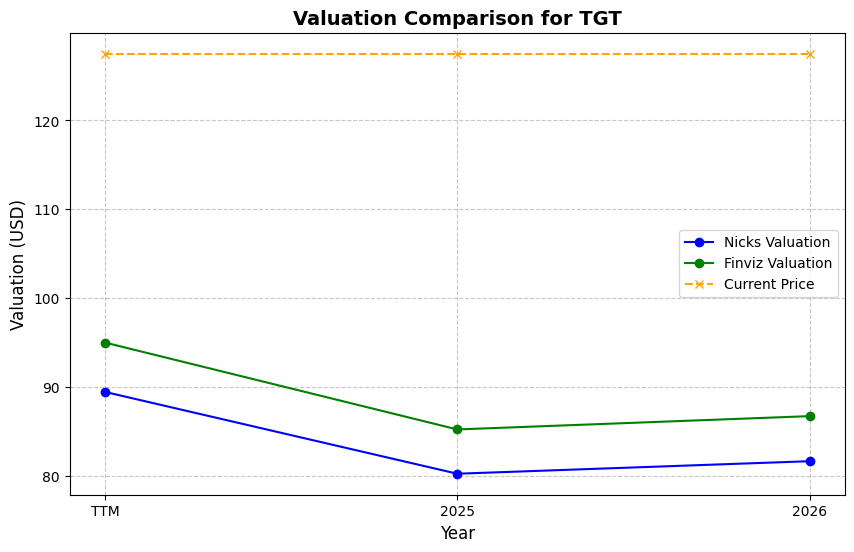 Valuation Comparison for TGT
Valuation (USD)
120
110
100
90
80
Nicks Valuation
Finviz Valuation
Current Price
TTM
2025
2026
Year